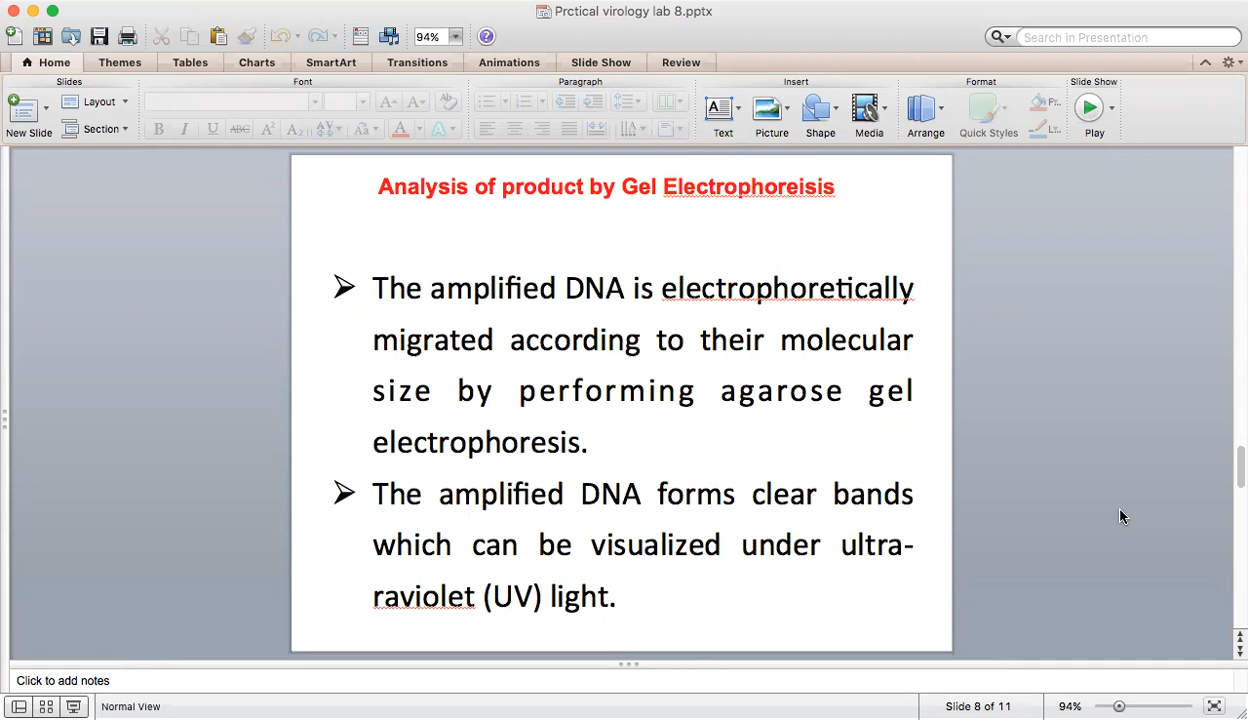 Prctical virology lab 8.pptx
94%
Search in Presentation
Home Themes Tables Charts SmartArt Transitions Animations Slide Show Review
Slides Font Paragraph Insert Format Slide Show
New Slide Layout Section Text Picture Shape Media Arrange Quick Styles Play
Analysis of product by Gel Electrophoreisis
The amplified DNA is electrophoretically
migrated according to their molecular
size by performing agarose gel
electrophoresis.
The amplified DNA forms clear bands
which can be visualized under ultra-
raviolet (UV) light.
Click to add notes
Normal View Slide 8 of 11 94%